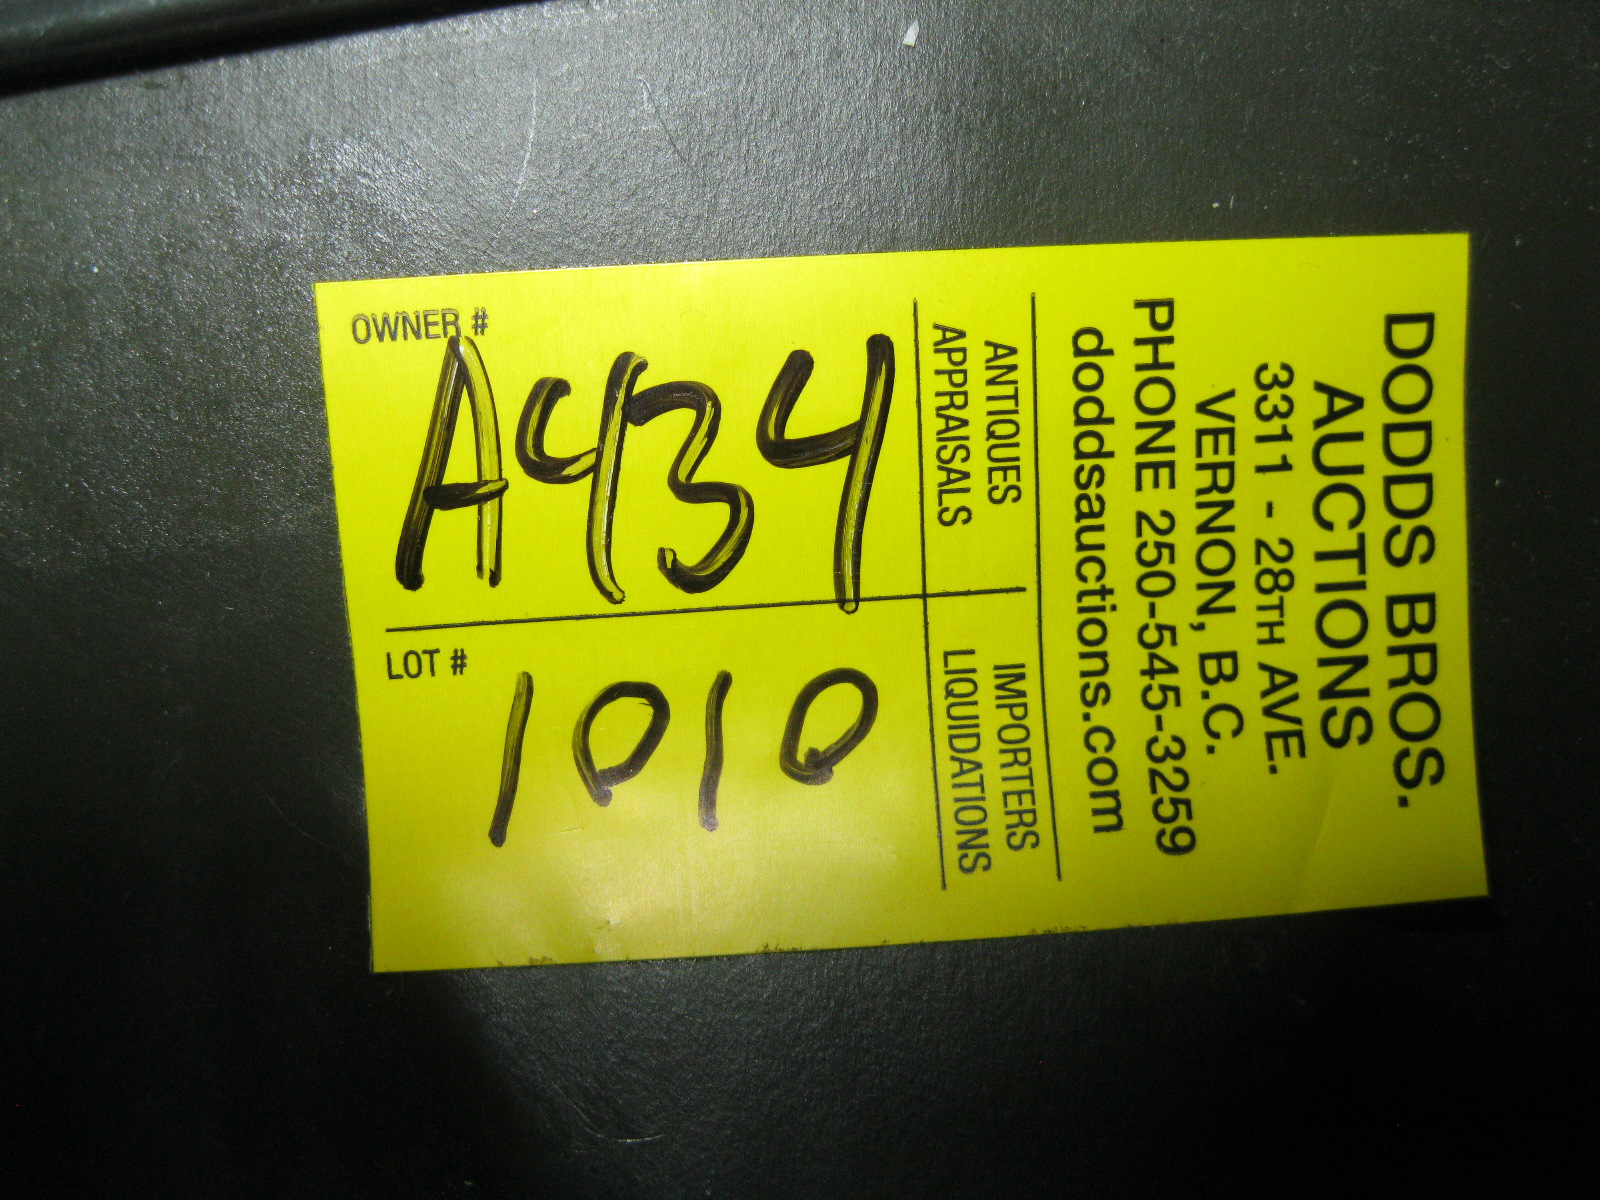 DODDS BROS.
AUCTIONS
3311 - 28TH AVE.
VERNON, B.C.
PHONE 250-545-3259
doddsauctions.com
ANTIQUES
APPRAISALS
IMPORTERS
LIQUIDATIONS
OWNER #
A434
LOT #
1010